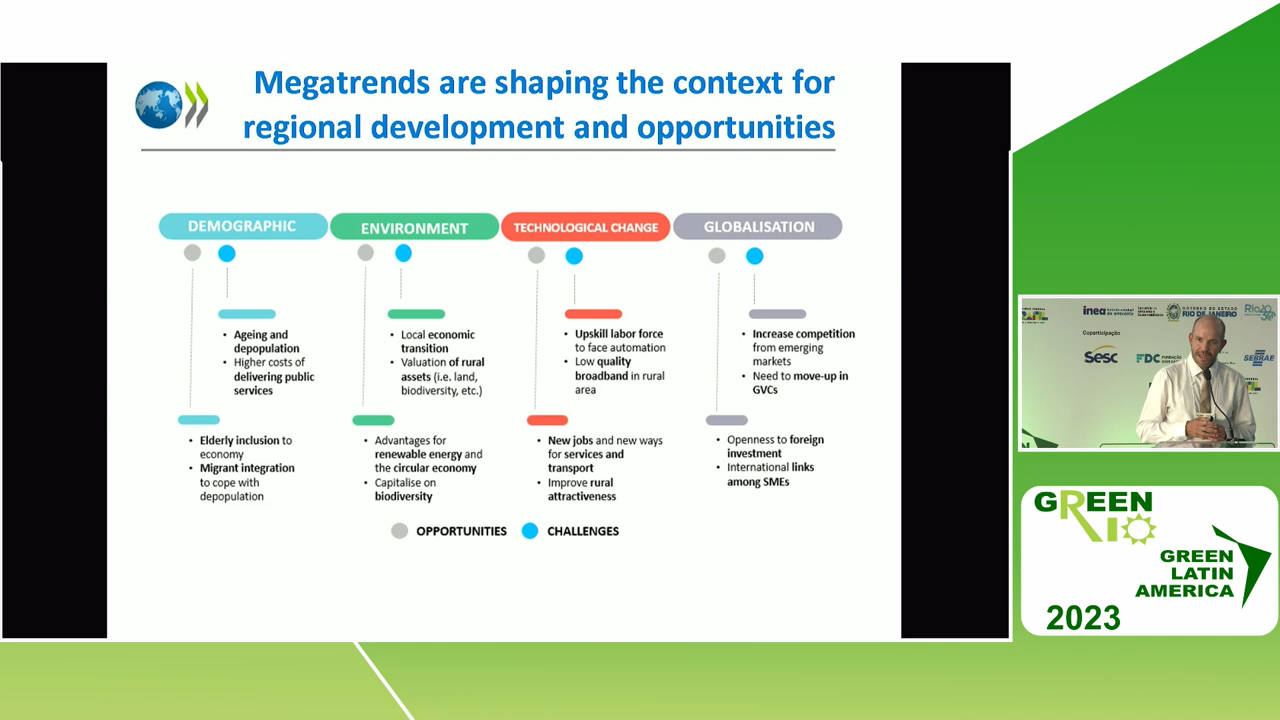 Megatrends are shaping the context for
regional development and opportunities
DEMOGRAPHIC
ENVIRONMENT
TECHNOLOGICAL CHANGE
GLOBALISATION
• Ageing and
depopulation
• Higher costs of
delivering public
services
• Local economic
transition
• Valuation of rural
assets (i.e. land,
biodiversity, etc.)
• Upskill labor force
to face automation
• Low quality
broadband in rural
area
• Increase competition
from emerging
markets
• Need to move-up in
GVCs
• Elderly inclusion to
economy
• Migrant integration
to cope with
depopulation
• Advantages for
renewable energy and
the circular economy
• Capitalise on
biodiversity
• New jobs and new ways
for services and
transport
• Improve rural
attractiveness
• Openness to foreign
investment
• International links
among SMEs
OPPORTUNITIES
CHALLENGES
inea
GOVERNO DO ESTADO
RIO DE JANEIRO
Coparticipação
Sesc
FDC
SEBRAE
GREEN
RIO
GREEN
LATIN
AMERICA
2023